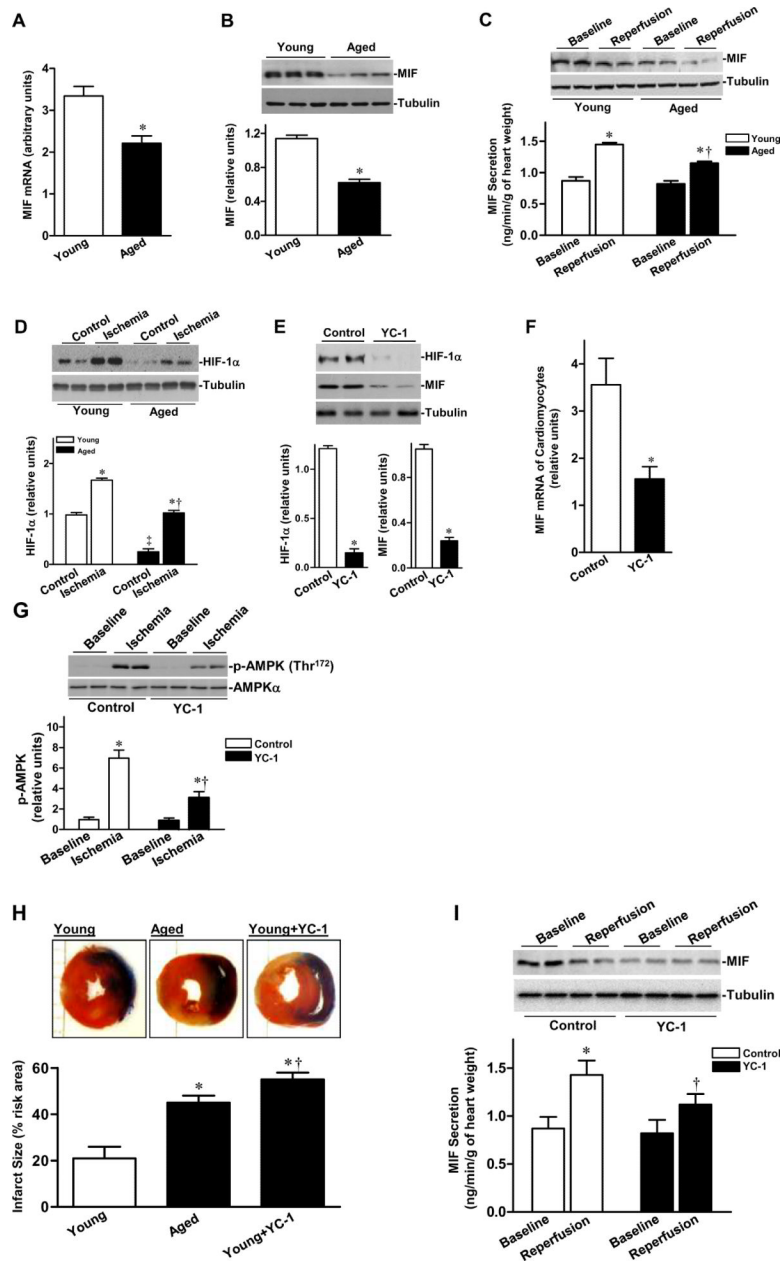 A
MIF mRNA (arbitrary units)
4
3
2
1
0
*
Young
Aged
B
Young Aged
-MIF
-Tubulin
MIF (relative units)
1.2
0.8
0.4
0.0
*
Young
Aged
C
Baseline Reperfusion Baseline Reperfusion
-MIF
-Tubulin
Young Aged
MIF Secretion
(ng/min/g of heart weight)
1.5
1.0
0.5
0.0
*
*†
Young
Aged
Baseline
Reperfusion
Baseline
Reperfusion
D
Control Ischemia Control Ischemia
-HIF-1α
-Tubulin
Young Aged
HIF-1α (relative units)
2
1
0
Young
Aged
*
‡
*†
Control
Ischemia
Control
Ischemia
E
Control YC-1
-HIF-1α
-MIF
-Tubulin
HIF-1α (relative units)
1.2
0.9
0.6
0.3
0.0
*
Control
YC-1
MIF (relative units)
0.9
0.6
0.3
0.0
*
Control
YC-1
F
MIF mRNA of Cardiomyocytes
(relative units)
4
3
2
1
0
*
Control
YC-1
G
Baseline Ischemia Baseline Ischemia
-p-AMPK (Thr¹⁷²)
-AMPKα
Control YC-1
p-AMPK
(relative units)
10
8
6
4
2
0
*
*†
Control
YC-1
Baseline
Ischemia
Baseline
Ischemia
H
Young Aged Young+YC-1
Infarct Size (% risk area)
60
40
20
0
*
*†
Young
Aged
Young+YC-1
I
Baseline Reperfusion Baseline Reperfusion
-MIF
-Tubulin
Control YC-1
MIF Secretion
(ng/min/g of heart weight)
1.5
1.0
0.5
0.0
*
†
Control
YC-1
Baseline
Reperfusion
Baseline
Reperfusion